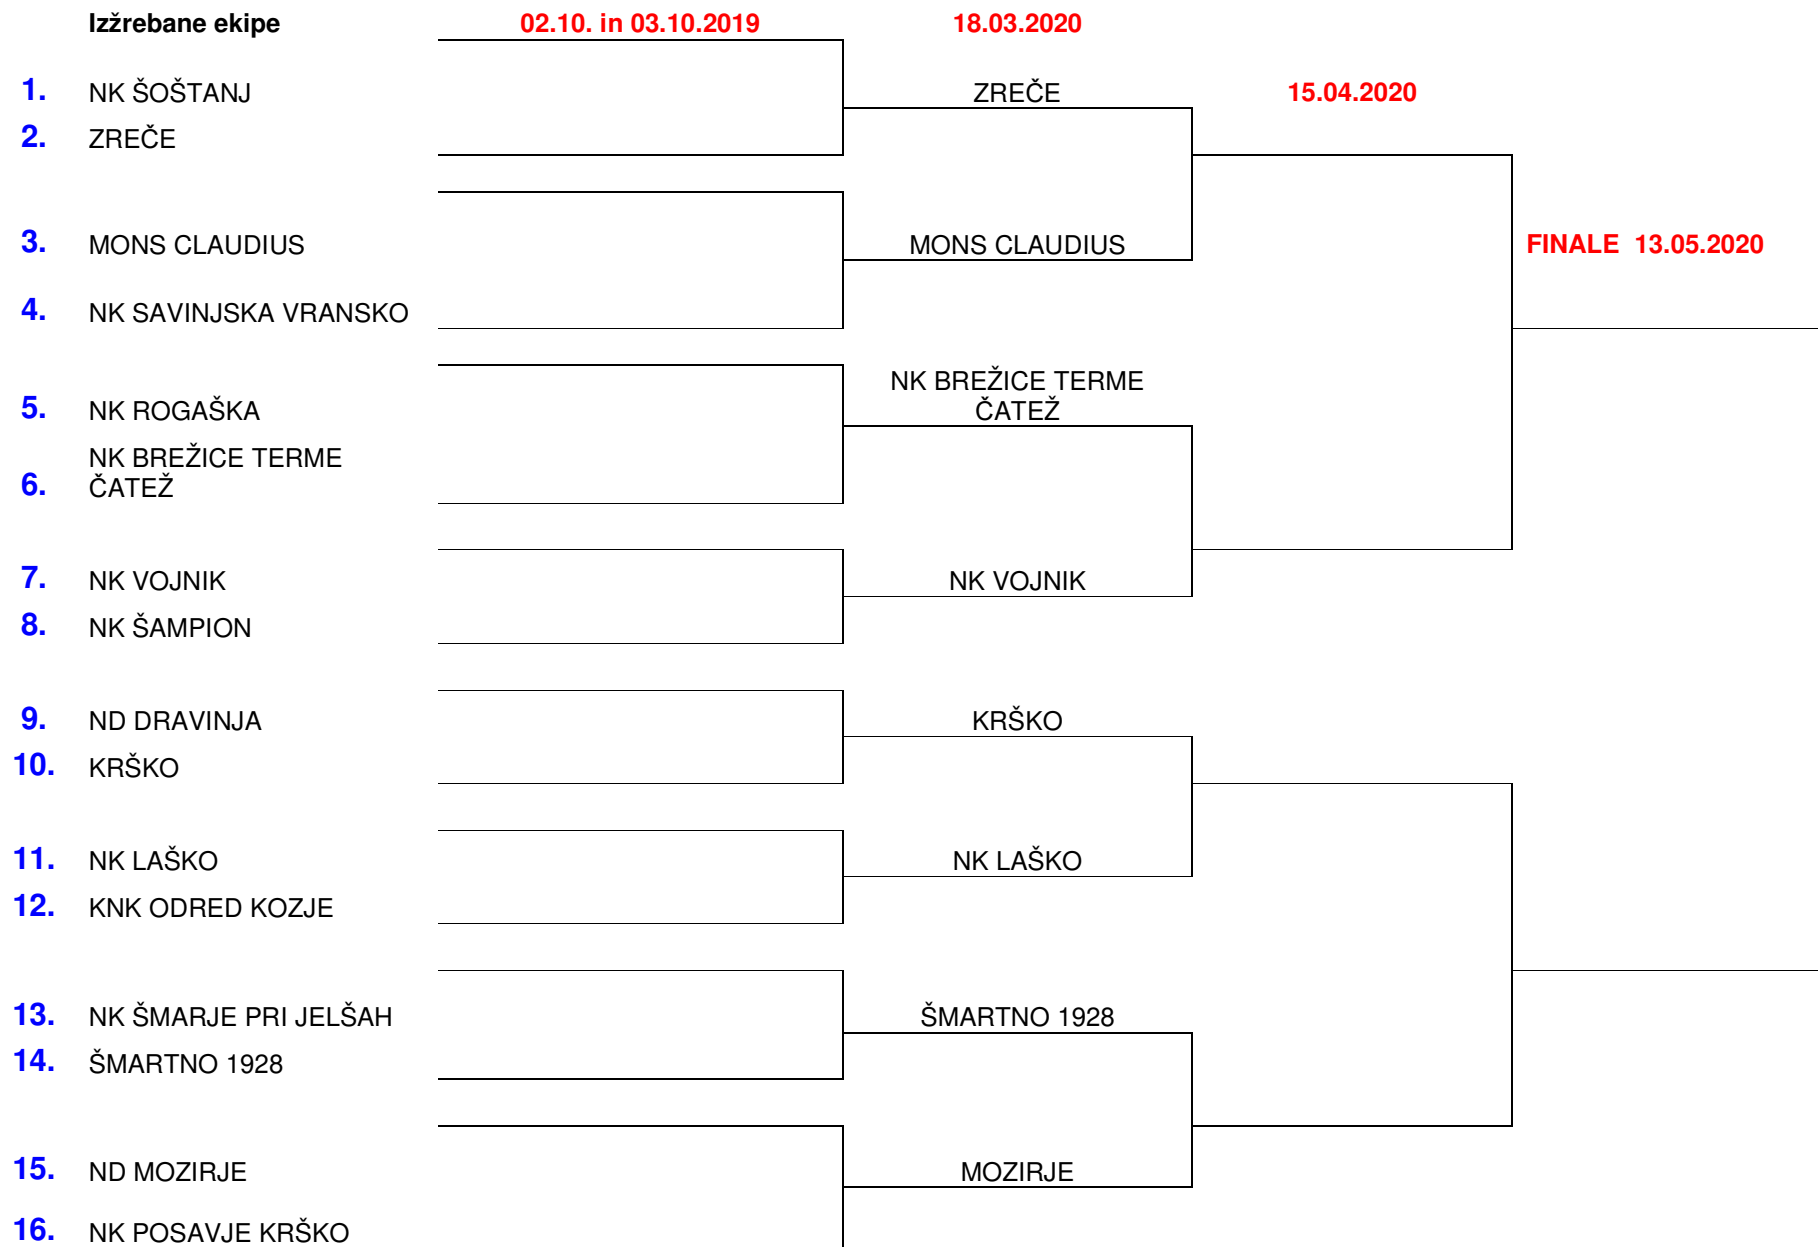 Izžrebane ekipe 02.10. in 03.10.2019 18.03.2020
1. NK ŠOŠTANJ ZREČE 15.04.2020
2. ZREČE
3. MONS CLAUDIUS MONS CLAUDIUS FINALE 13.05.2020
4. NK SAVINJSKA VRANSKO
NK BREŽICE TERME
5. NK ROGAŠKA ČATEŽ
NK BREŽICE TERME
6. ČATEŽ
7. NK VOJNIK NK VOJNIK
8. NK ŠAMPION
9. ND DRAVINJA KRŠKO
10. KRŠKO
11. NK LAŠKO NK LAŠKO
12. KNK ODRED KOZJE
13. NK ŠMARJE PRI JELŠAH ŠMARTNO 1928
14. ŠMARTNO 1928
15. ND MOZIRJE MOZIRJE
16. NK POSAVJE KRŠKO